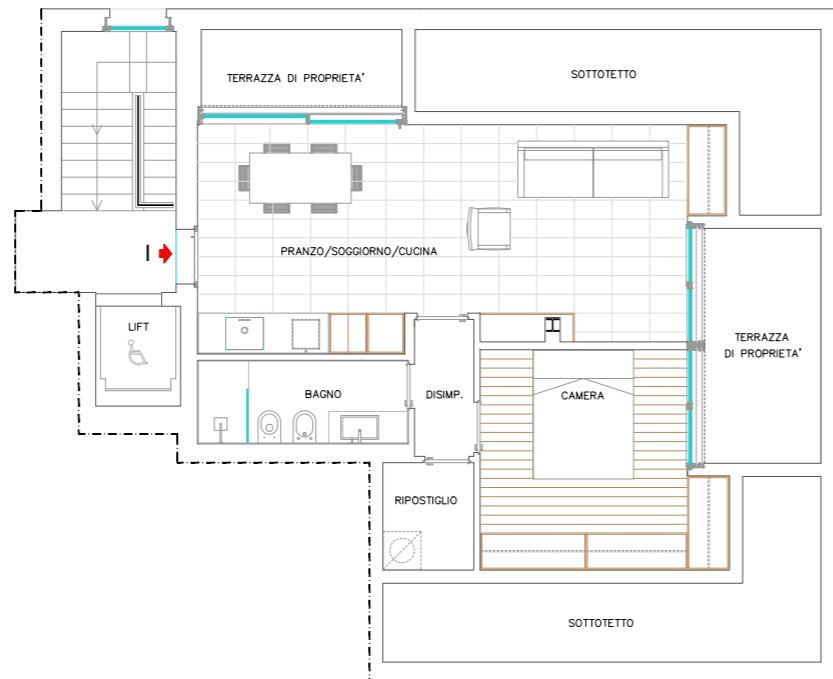 TERRAZZA DI PROPRIETA'
SOTTOTETTO
PRANZO/SOGGIORNO/CUCINA
I
LIFT
TERRAZZA
DI PROPRIETA'
BAGNO
DISIMP.
CAMERA
RIPOSTIGLIO
SOTTOTETTO